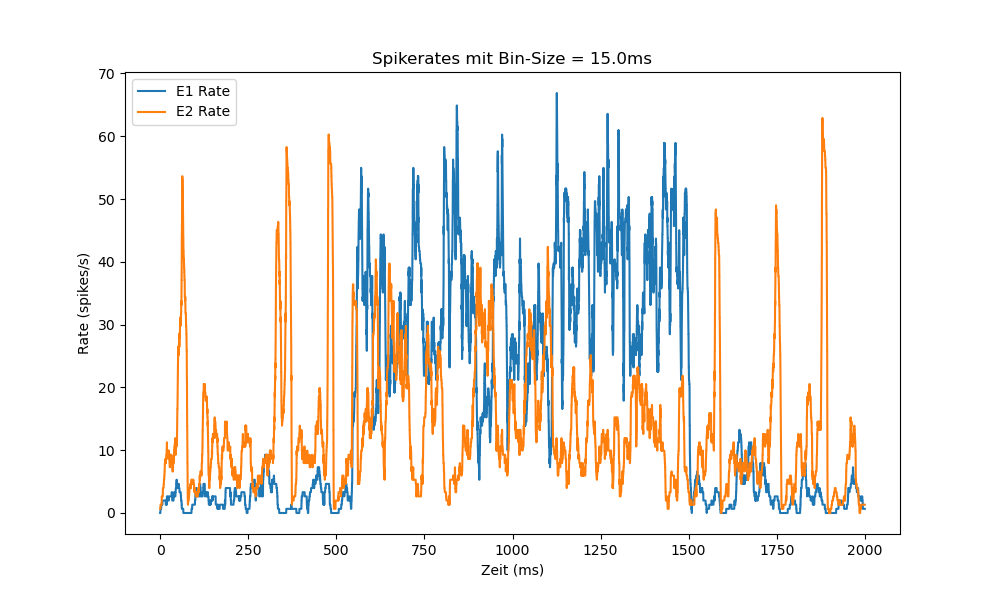 Spikerates mit Bin-Size = 15.0ms
E1 Rate
E2 Rate
Rate (spikes/s)
70
60
50
40
30
20
10
0
0 250 500 750 1000 1250 1500 1750 2000
Zeit (ms)